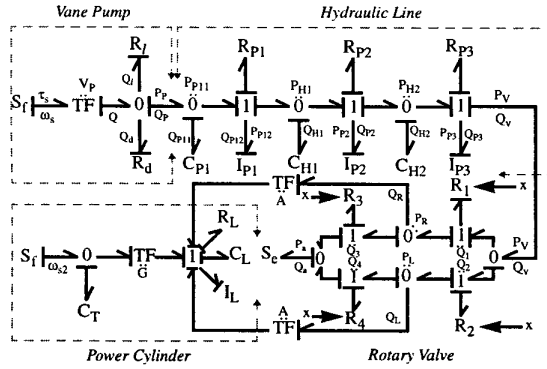 Vane Pump Hydraulic Line
R_l R_P1 R_P2 R_P3
S_f τ_s ω_s V_P TF Q 0 Q_l P_P Q_P P_P11 0 1 P_H1 0 1 P_H2 0 1 P_V Q_v
Q_d Q_P11 Q_P12 Q_H1 P_P2 Q_P2 Q_H2 P_P3 Q_P3
R_d C_P1 I_P1 C_H1 I_P2 C_H2 I_P3
TF A x R_3 Q_R R_1 x
R_L P_R
S_f ω_s2 0 TF G 1 C_L S_e P_a Q_a 0 1 Q_3 0 1 Q_1 0 P_V Q_v
Q_4 1 P_L 0 Q_2 1
C_T I_L
A TF x R_4 Q_L R_2 x
Power Cylinder Rotary Valve